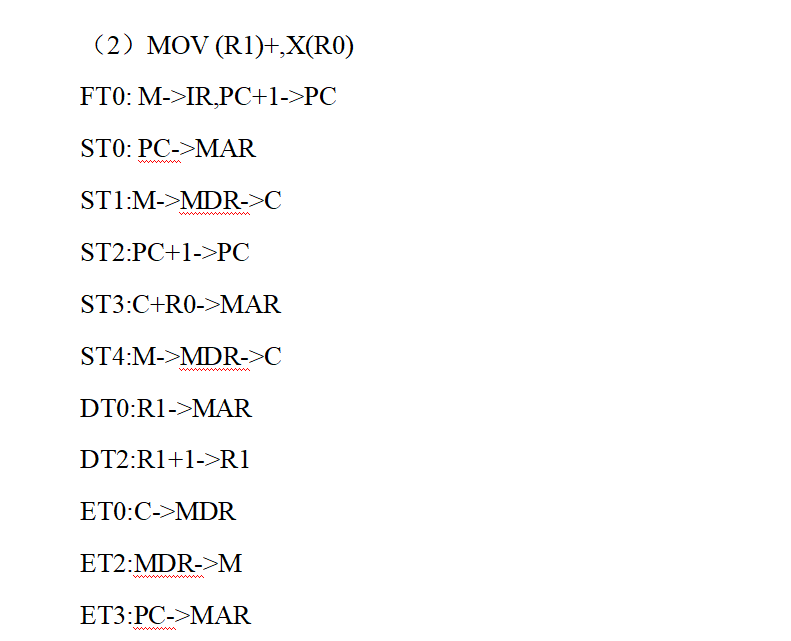 （2）MOV (R1)+,X(R0)
FT0: M->IR,PC+1->PC
ST0: PC->MAR
ST1:M->MDR->C
ST2:PC+1->PC
ST3:C+R0->MAR
ST4:M->MDR->C
DT0:R1->MAR
DT2:R1+1->R1
ET0:C->MDR
ET2:MDR->M
ET3:PC->MAR